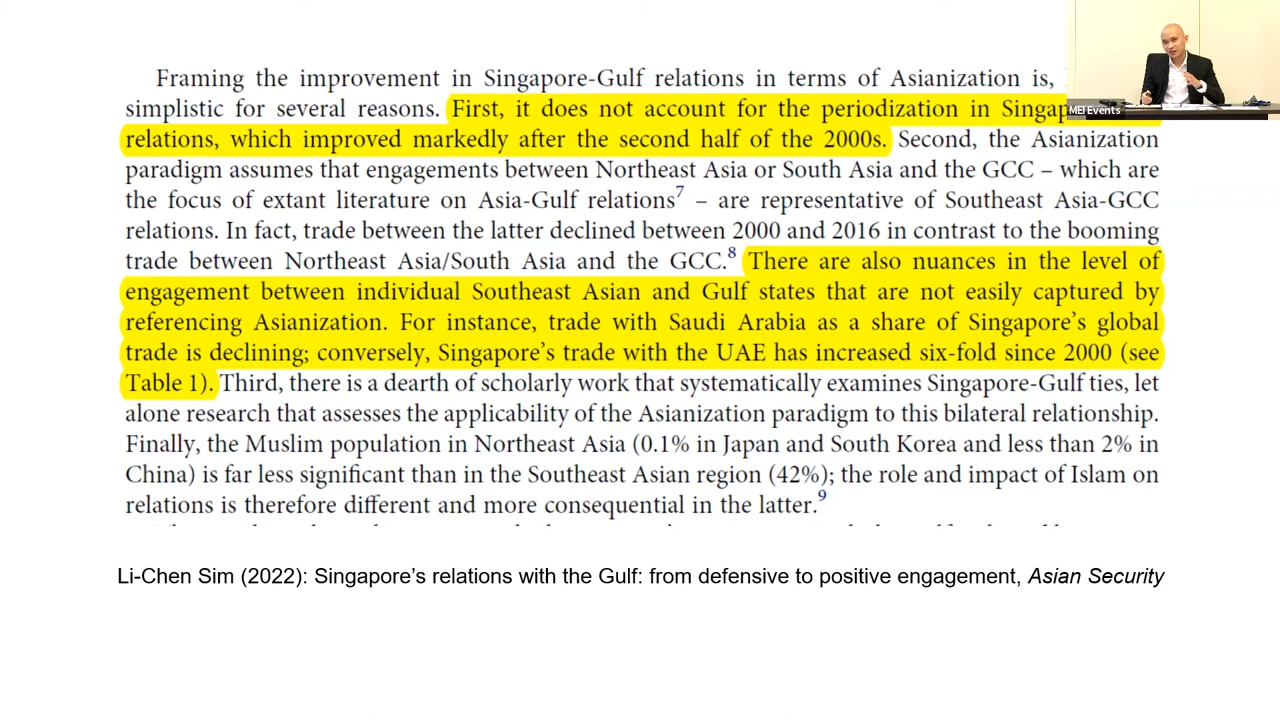 Framing the improvement in Singapore-Gulf relations in terms of Asianization is,
simplistic for several reasons. First, it does not account for the periodization in
relations, which improved markedly after the second half of the 2000s. Second, the Asianization
paradigm assumes that engagements between Northeast Asia or South Asia and the GCC – which are
the focus of extant literature on Asia-Gulf relations7 – are representative of Southeast Asia-GCC
relations. In fact, trade between the latter declined between 2000 and 2016 in contrast to the booming
trade between Northeast Asia/South Asia and the GCC.8 There are also nuances in the level of
engagement between individual Southeast Asian and Gulf states that are not easily captured by
referencing Asianization. For instance, trade with Saudi Arabia as a share of Singapore's global
trade is declining; conversely, Singapore's trade with the UAE has increased six-fold since 2000 (see
Table 1). Third, there is a dearth of scholarly work that systematically examines Singapore-Gulf ties, let
alone research that assesses the applicability of the Asianization paradigm to this bilateral relationship.
Finally, the Muslim population in Northeast Asia (0.1% in Japan and South Korea and less than 2% in
China) is far less significant than in the Southeast Asian region (42%); the role and impact of Islam on
relations is therefore different and more consequential in the latter.9
Li-Chen Sim (2022): Singapore's relations with the Gulf: from defensive to positive engagement, Asian Security
MEI Events